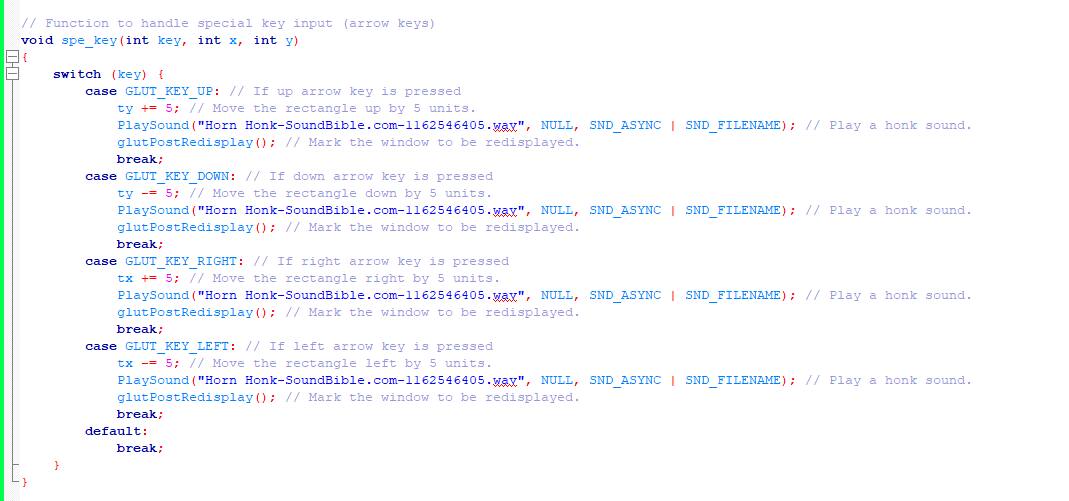 // Function to handle special key input (arrow keys)
void spe_key(int key, int x, int y)
{
    switch (key) {
        case GLUT_KEY_UP: // If up arrow key is pressed
            ty += 5; // Move the rectangle up by 5 units.
            PlaySound("Horn Honk-SoundBible.com-1162546405.wav", NULL, SND_ASYNC | SND_FILENAME); // Play a honk sound.
            glutPostRedisplay(); // Mark the window to be redisplayed.
            break;
        case GLUT_KEY_DOWN: // If down arrow key is pressed
            ty -= 5; // Move the rectangle down by 5 units.
            PlaySound("Horn Honk-SoundBible.com-1162546405.wav", NULL, SND_ASYNC | SND_FILENAME); // Play a honk sound.
            glutPostRedisplay(); // Mark the window to be redisplayed.
            break;
        case GLUT_KEY_RIGHT: // If right arrow key is pressed
            tx += 5; // Move the rectangle right by 5 units.
            PlaySound("Horn Honk-SoundBible.com-1162546405.wav", NULL, SND_ASYNC | SND_FILENAME); // Play a honk sound.
            glutPostRedisplay(); // Mark the window to be redisplayed.
            break;
        case GLUT_KEY_LEFT: // If left arrow key is pressed
            tx -= 5; // Move the rectangle left by 5 units.
            PlaySound("Horn Honk-SoundBible.com-1162546405.wav", NULL, SND_ASYNC | SND_FILENAME); // Play a honk sound.
            glutPostRedisplay(); // Mark the window to be redisplayed.
            break;
        default:
            break;
    }
}